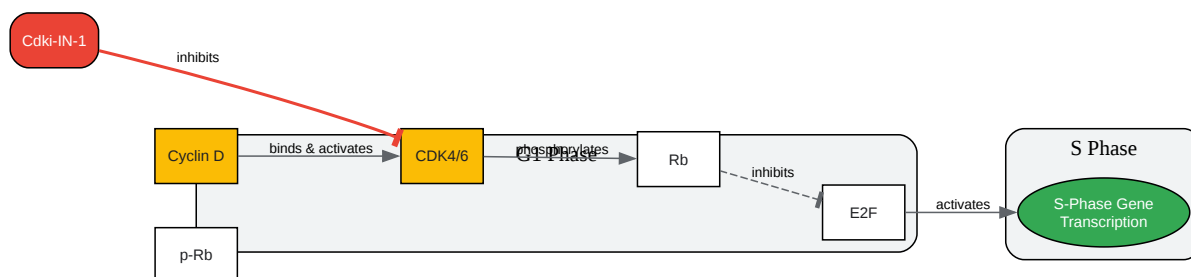 Cdki-IN-1
inhibits
Cyclin D
binds & activates
CDK4/6
phosphorylates
G1 Phase
Rb
inhibits
E2F
activates
S Phase
S-Phase Gene
Transcription
p-Rb